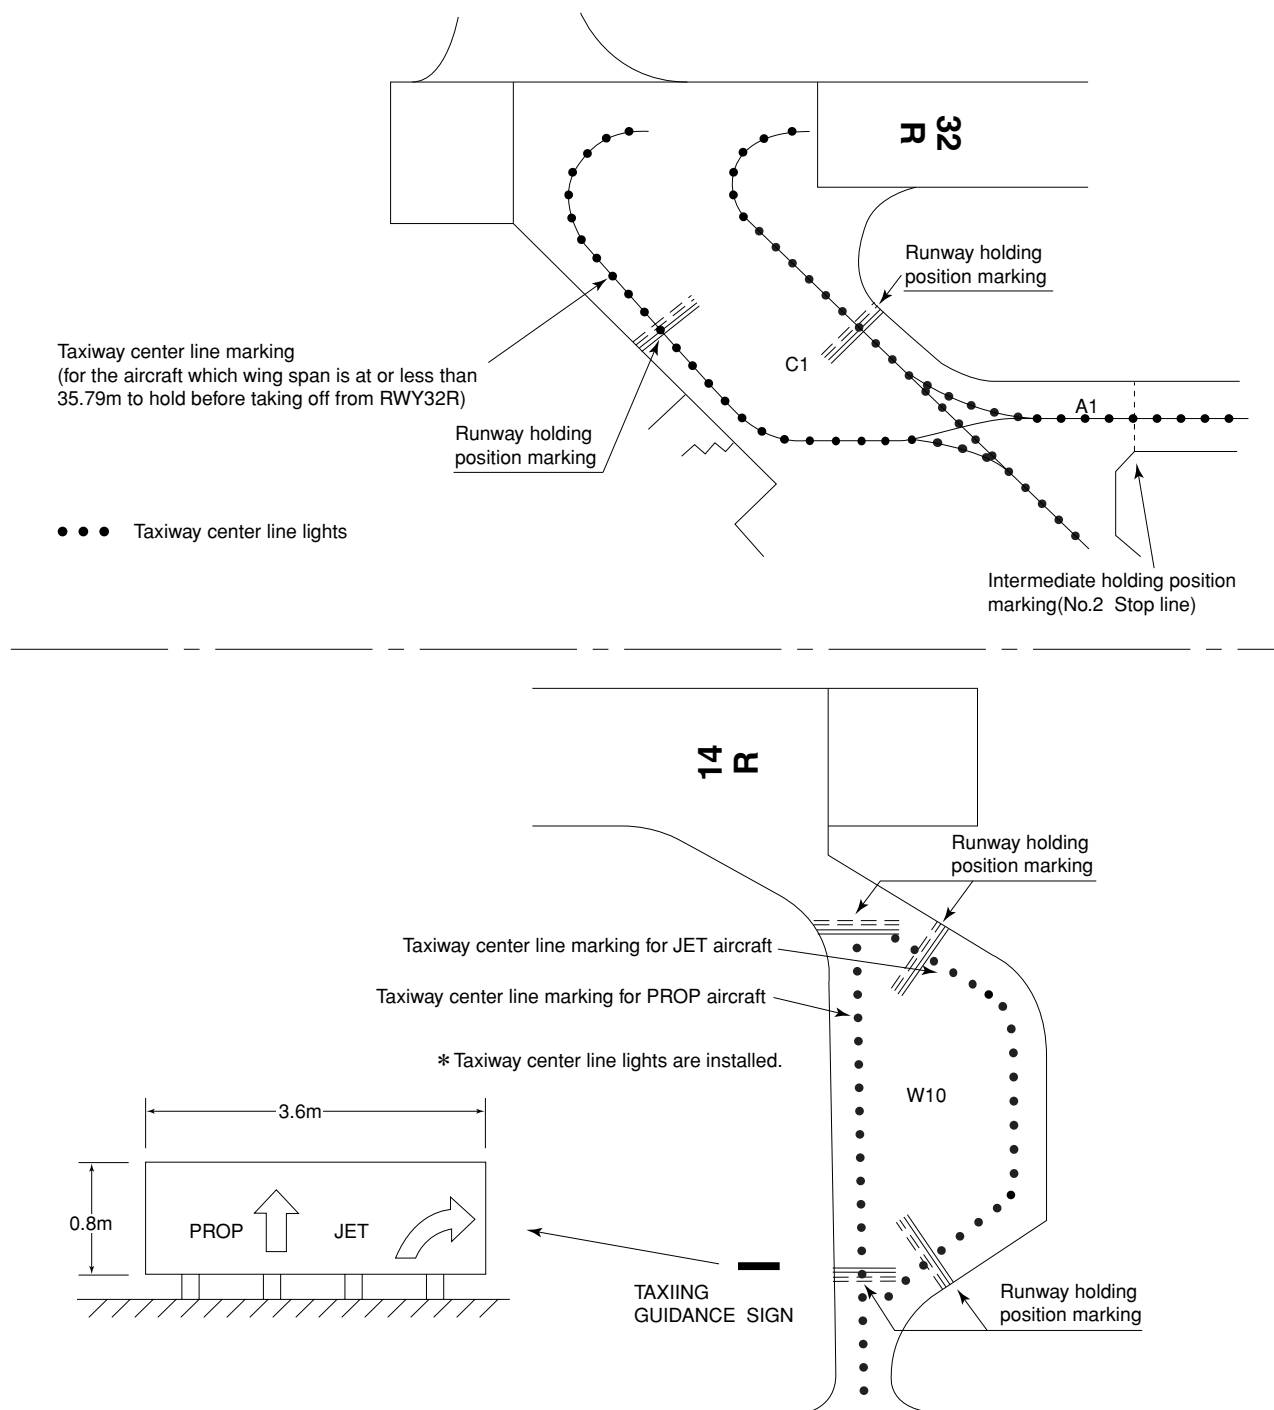 32
R
Runway holding
position marking
Taxiway center line marking
(for the aircraft which wing span is at or less than
35.79m to hold before taking off from RWY32R)
C1
A1
Runway holding
position marking
Taxiway center line lights
Intermediate holding position
marking(No.2 Stop line)
14
R
Runway holding
position marking
Taxiway center line marking for JET aircraft
Taxiway center line marking for PROP aircraft
* Taxiway center line lights are installed.
W10
3.6m
0.8m
PROP JET
TAXIING
GUIDANCE SIGN
Runway holding
position marking